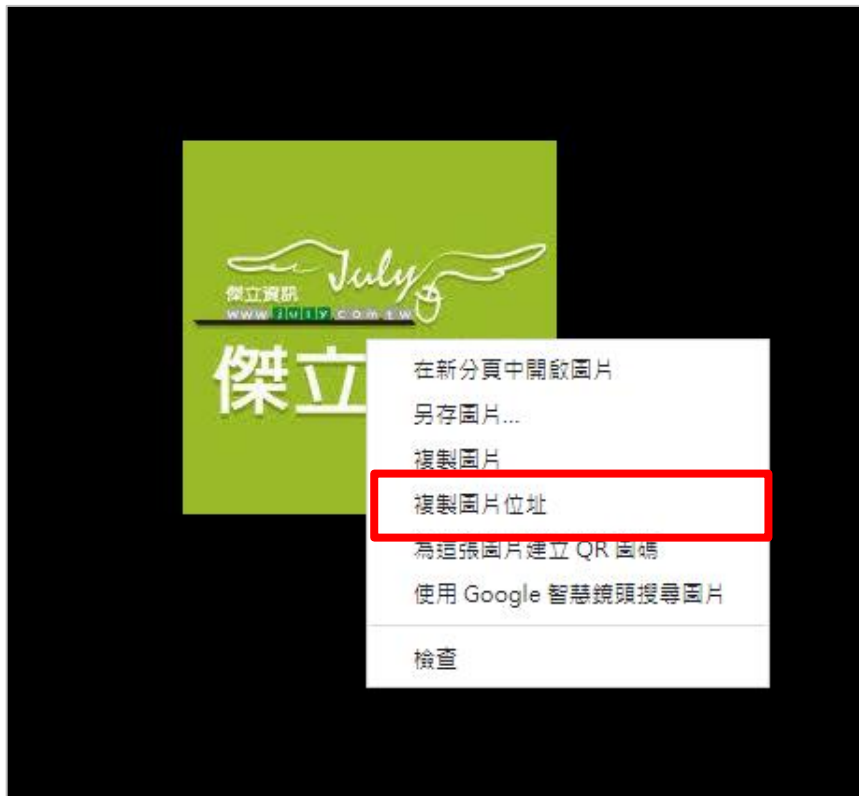 July
傑立資訊
www.july.com.tw
傑立
在新分頁中開啟圖片
另存圖片...
複製圖片
複製圖片位址
為這張圖片建立 QR 圖碼
使用 Google 智慧鏡頭搜尋圖片
檢查